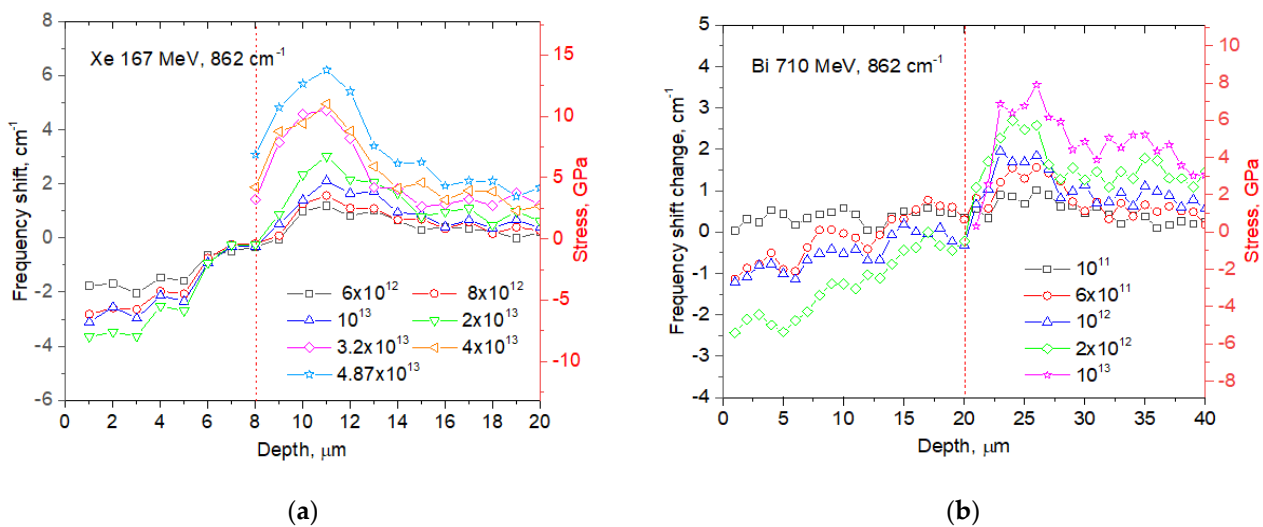 Xe 167 MeV, 862 cm⁻¹
Frequency shift, cm⁻¹
8
6
4
2
0
-2
-4
-6
15
10
5
0
-5
-10
Stress, GPa
6x10¹²
8x10¹²
10¹³
2x10¹³
3.2x10¹³
4x10¹³
4.87x10¹³
0 2 4 6 8 10 12 14 16 18 20
Depth, μm
(a)
Bi 710 MeV, 862 cm⁻¹
Frequency shift change, cm⁻¹
5
4
3
2
1
0
-1
-2
-3
-4
10
8
6
4
2
0
-2
-4
-6
-8
Stress, GPa
10¹¹
6x10¹¹
10¹²
2x10¹²
10¹³
0 5 10 15 20 25 30 35 40
Depth, μm
(b)